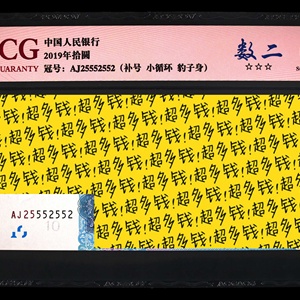 CG
UARANTY
中国人民银行
2019年拾圆
冠号：AJ25552552（补号 小循环 豹子身）
数二
☆☆☆
超多钱！超多钱！超多钱！超多钱！
AJ25552552
10